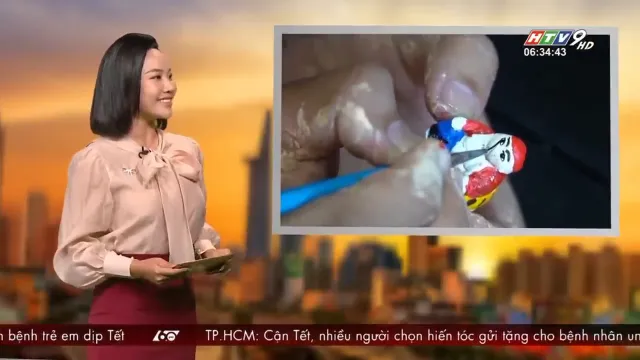 HTV9 HD
06:34:43
n bệnh trẻ em dịp Tết
60 TP.HCM: Cận Tết, nhiều người chọn hiến tóc gửi tặng cho bệnh nhân un